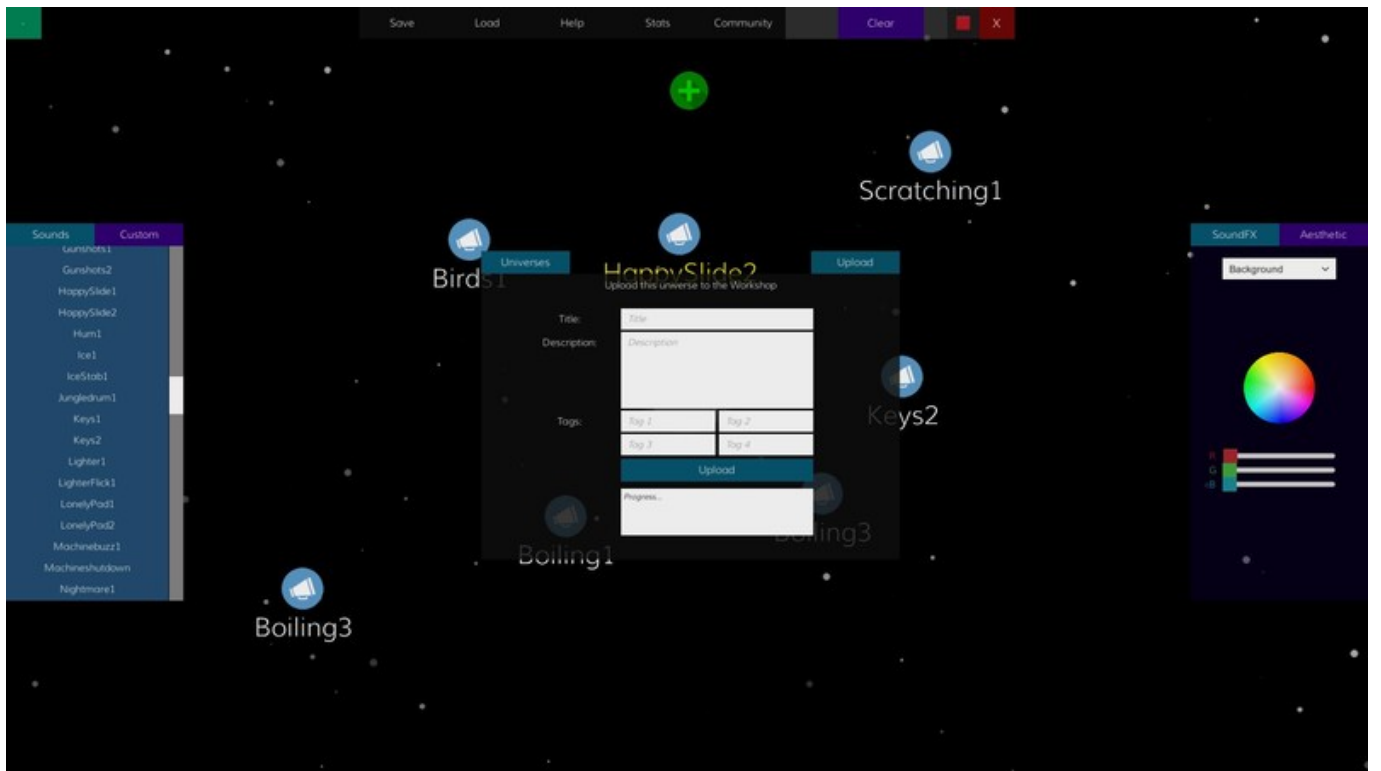 Save Load Help Stats Community Clear X
Scratching1
Sounds Custom
Gunshots1
Gunshots2
HappySlide1
HappySlide2
Hum1
Ice1
IceStab1
Jungledrum1
Keys1
Keys2
Lighter1
LighterFlick1
LonelyPad1
LonelyPad2
Machinebuzz1
Machineshutdown
Nightmare1
Birds1
HappySlide2
Universes
Upload
Upload this universe to the Workshop
Title: Title
Description: Description
Tags: Tag 1 Tag 2
Tag 3 Tag 4
Upload
Progress...
Keys2
Boiling1
Boiling3
Boiling3
SoundFX Aesthetic
Background
R
G
B